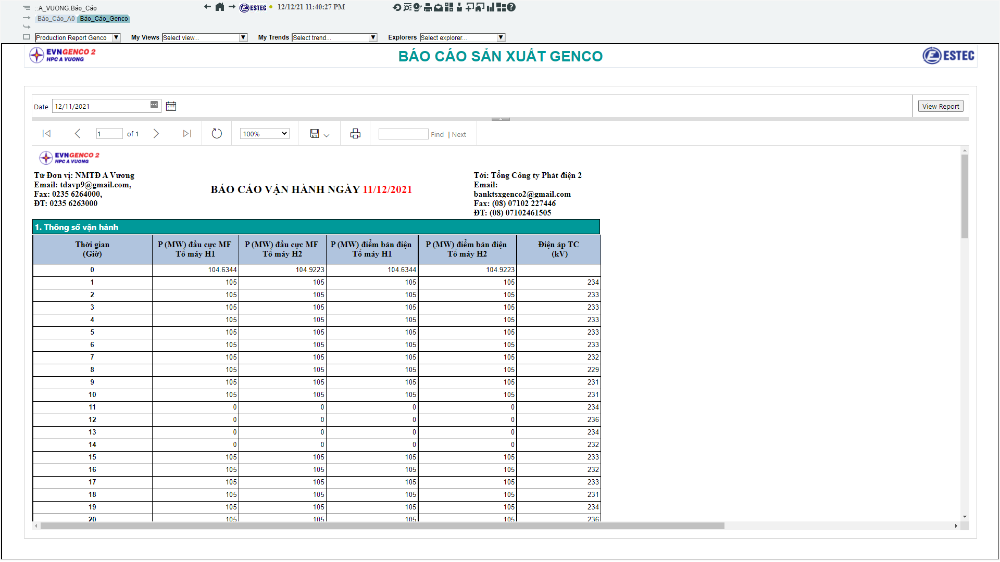 ::A_VUONG.Báo_Cáo
ESTEC
12/12/21 11:40:27 PM
Báo_Cáo_A0 Báo_Cáo_Genco
Production Report Genco
My Views Select view...
My Trends Select trend...
Explorers Select explorer...
EVNGENCO 2
HPC A VUONG
BÁO CÁO SẢN XUẤT GENCO
ESTEC
Date 12/11/2021
View Report
1 of 1
100%
Find | Next
EVNGENCO 2
HPC A VUONG
Từ Đơn vị: NMTĐ A Vương
Email: tdavp9@gmail.com,
Fax: 0235 6264000,
ĐT: 0235 6263000
BÁO CÁO VẬN HÀNH NGÀY 11/12/2021
Tới: Tổng Công ty Phát điện 2
Email:
banktsxgenco2@gmail.com
Fax: (08) 07102 227446
ĐT: (08) 07102461505
1. Thông số vận hành
Thời gian
(Giờ)
P (MW) đầu cực MF
Tổ máy H1
P (MW) đầu cực MF
Tổ máy H2
P (MW) điểm bán điện
Tổ máy H1
P (MW) điểm bán điện
Tổ máy H2
Điện áp TC
(kV)
0 104.6344 104.9223 104.6344 104.9223
1 105 105 105 105 234
2 105 105 105 105 233
3 105 105 105 105 233
4 105 105 105 105 233
5 105 105 105 105 233
6 105 105 105 105 233
7 105 105 105 105 232
8 105 105 105 105 229
9 105 105 105 105 231
10 105 105 105 105 231
11 0 0 0 0 234
12 0 0 0 0 236
13 0 0 0 0 234
14 0 0 0 0 232
15 105 105 105 105 233
16 105 105 105 105 232
17 105 105 105 105 233
18 105 105 105 105 231
19 105 105 105 105 234
20 105 105 105 105 236